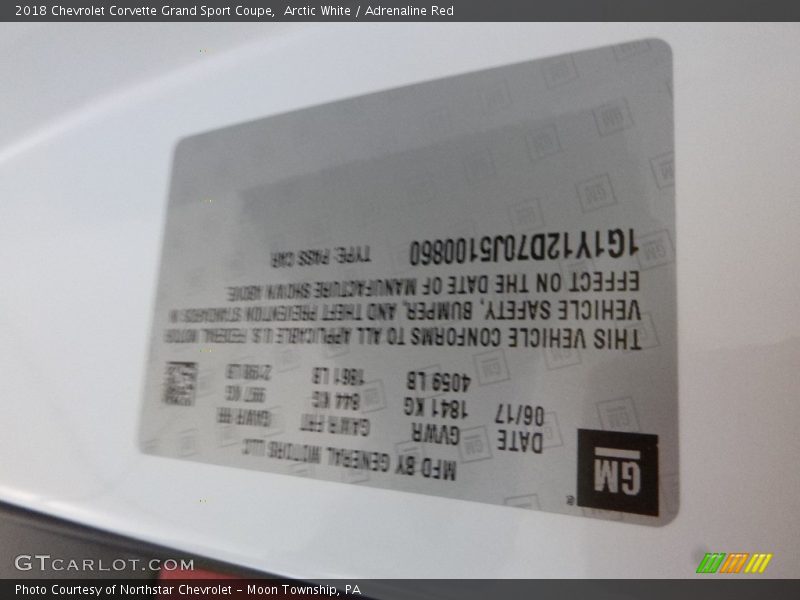 2018 Chevrolet Corvette Grand Sport Coupe,  Arctic White / Adrenaline Red
GM
®
MFD BY GENERAL MOTORS LLC
DATE GVWR GAWR FRT GAWR RR
06/17 1841 KG 844 KG 997 KG
4059 LB 1861 LB 2198 LB
THIS VEHICLE CONFORMS TO ALL APPLICABLE U.S. FEDERAL MOTOR
VEHICLE SAFETY, BUMPER, AND THEFT PREVENTION STANDARDS IN
EFFECT ON THE DATE OF MANUFACTURE SHOWN ABOVE
1G1Y12D70J5100860 TYPE: PASS CAR
GTCARLOT.COM
Photo Courtesy of Northstar Chevrolet – Moon Township, PA